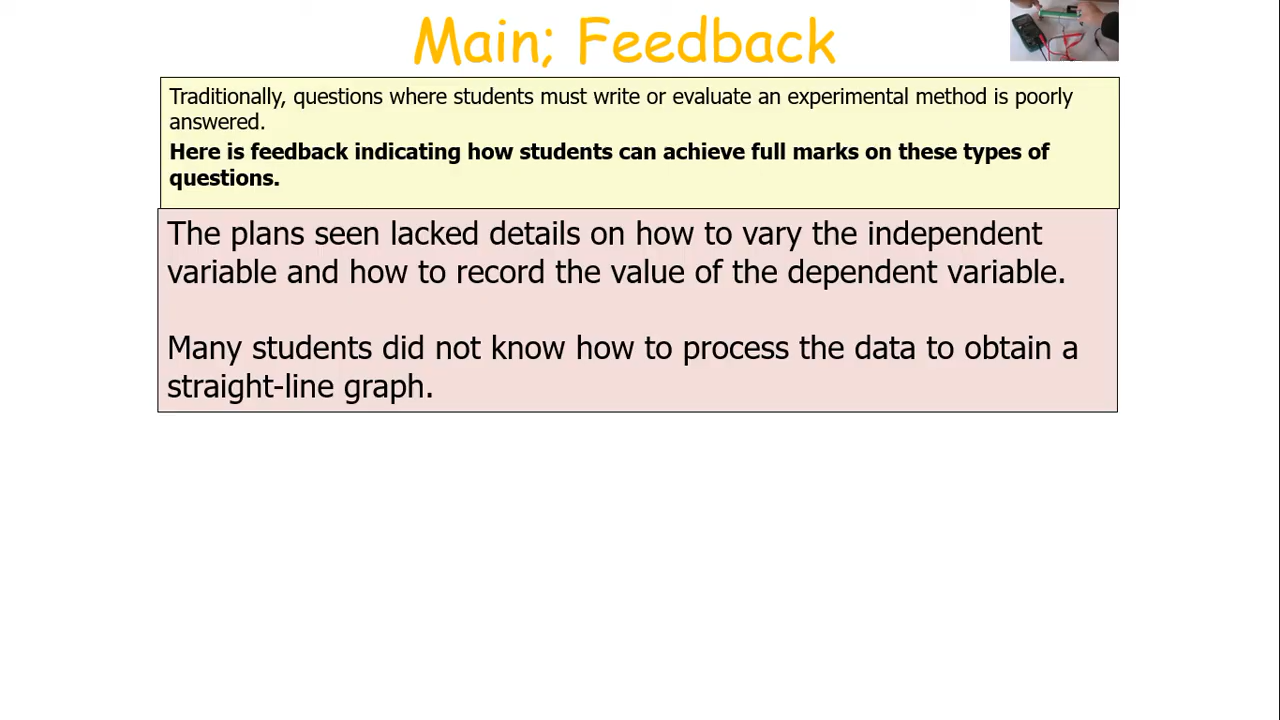 Main; Feedback
Traditionally, questions where students must write or evaluate an experimental method is poorly
answered.
Here is feedback indicating how students can achieve full marks on these types of
questions.
The plans seen lacked details on how to vary the independent
variable and how to record the value of the dependent variable.
Many students did not know how to process the data to obtain a
straight-line graph.